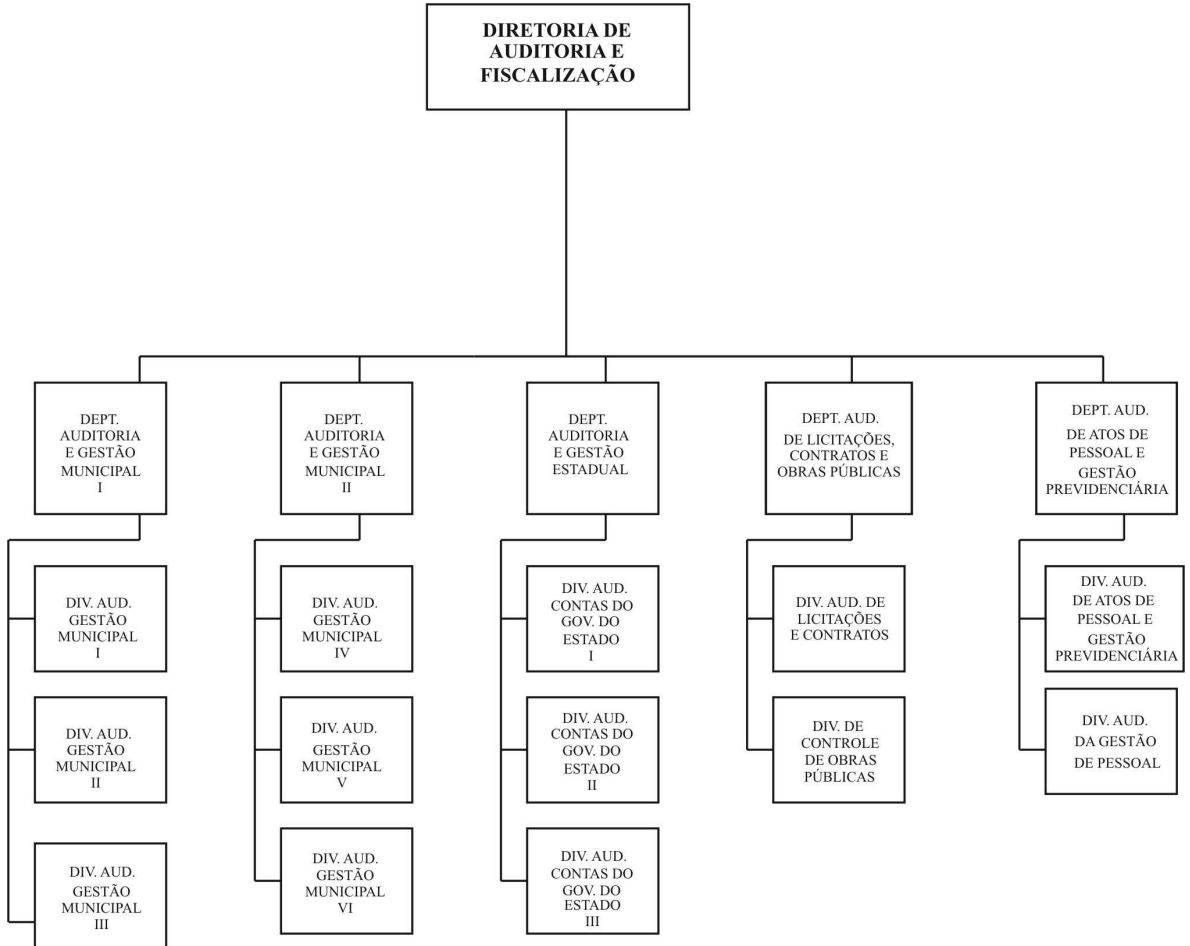 DIRETORIA DE
AUDITORIA E
FISCALIZAÇÃO
DEPT.
AUDITORIA
E GESTÃO
MUNICIPAL
I
DEPT.
AUDITORIA
E GESTÃO
MUNICIPAL
II
DEPT.
AUDITORIA
E GESTÃO
ESTADUAL
DEPT. AUD.
DE LICITAÇÕES,
CONTRATOS E
OBRAS PÚBLICAS
DEPT. AUD.
DE ATOS DE
PESSOAL E
GESTÃO
PREVIDENCIÁRIA
DIV. AUD.
GESTÃO
MUNICIPAL
I
DIV. AUD.
GESTÃO
MUNICIPAL
IV
DIV. AUD.
CONTAS DO
GOV. DO
ESTADO
I
DIV. AUD. DE
LICITAÇÕES
E CONTRATOS
DIV. AUD.
DE ATOS DE
PESSOAL E
GESTÃO
PREVIDENCIÁRIA
DIV. AUD.
GESTÃO
MUNICIPAL
II
DIV. AUD.
GESTÃO
MUNICIPAL
V
DIV. AUD.
CONTAS DO
GOV. DO
ESTADO
II
DIV. DE
CONTROLE
DE OBRAS
PÚBLICAS
DIV. AUD.
DA GESTÃO
DE PESSOAL
DIV. AUD.
GESTÃO
MUNICIPAL
III
DIV. AUD.
GESTÃO
MUNICIPAL
VI
DIV. AUD.
CONTAS DO
GOV. DO
ESTADO
III